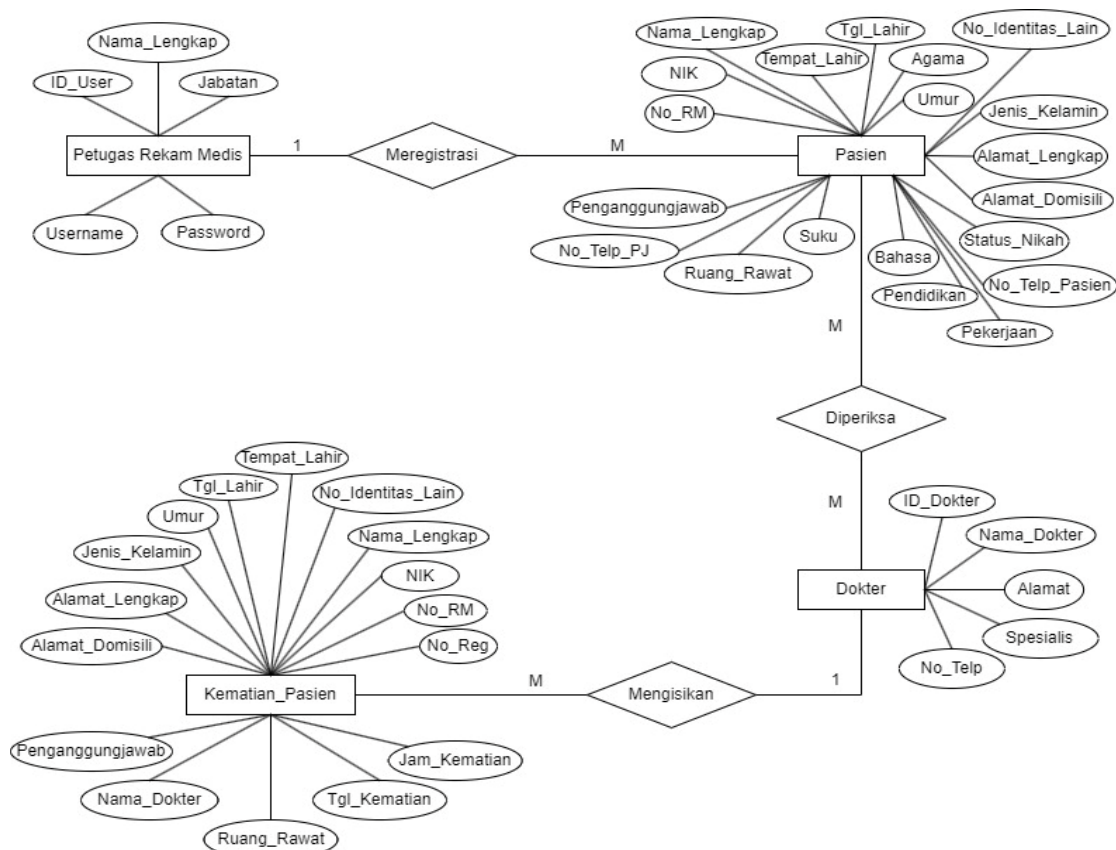 Nama_Lengkap
ID_User
Jabatan
Petugas Rekam Medis
Username
Password
1
Meregistrasi
M
Nama_Lengkap
Tgl_Lahir
No_Identitas_Lain
Tempat_Lahir
Agama
NIK
Umur
No_RM
Jenis_Kelamin
Pasien
Alamat_Lengkap
Alamat_Domisili
Penganggungjawab
Suku
Status_Nikah
No_Telp_PJ
Bahasa
Ruang_Rawat
No_Telp_Pasien
Pendidikan
Pekerjaan
M
Diperiksa
M
ID_Dokter
Nama_Dokter
Dokter
Alamat
Spesialis
No_Telp
1
Mengisikan
M
Tempat_Lahir
Tgl_Lahir
No_Identitas_Lain
Umur
Nama_Lengkap
Jenis_Kelamin
NIK
Alamat_Lengkap
No_RM
Alamat_Domisili
No_Reg
Kematian_Pasien
Penganggungjawab
Jam_Kematian
Nama_Dokter
Tgl_Kematian
Ruang_Rawat